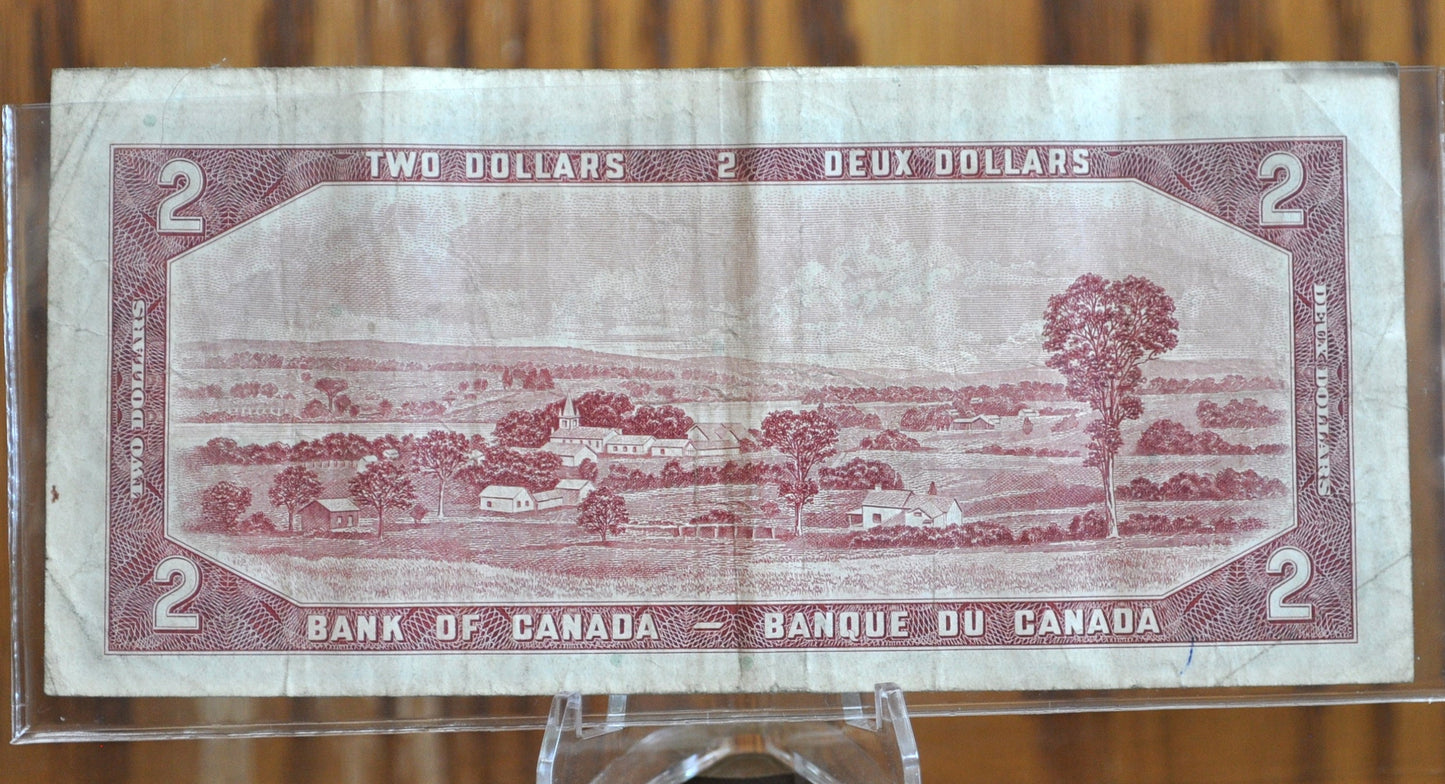 2 TWO DOLLARS 2 DEUX DOLLARS 2
TWO DOLLARS
DEUX DOLLARS
2 BANK OF CANADA — BANQUE DU CANADA 2